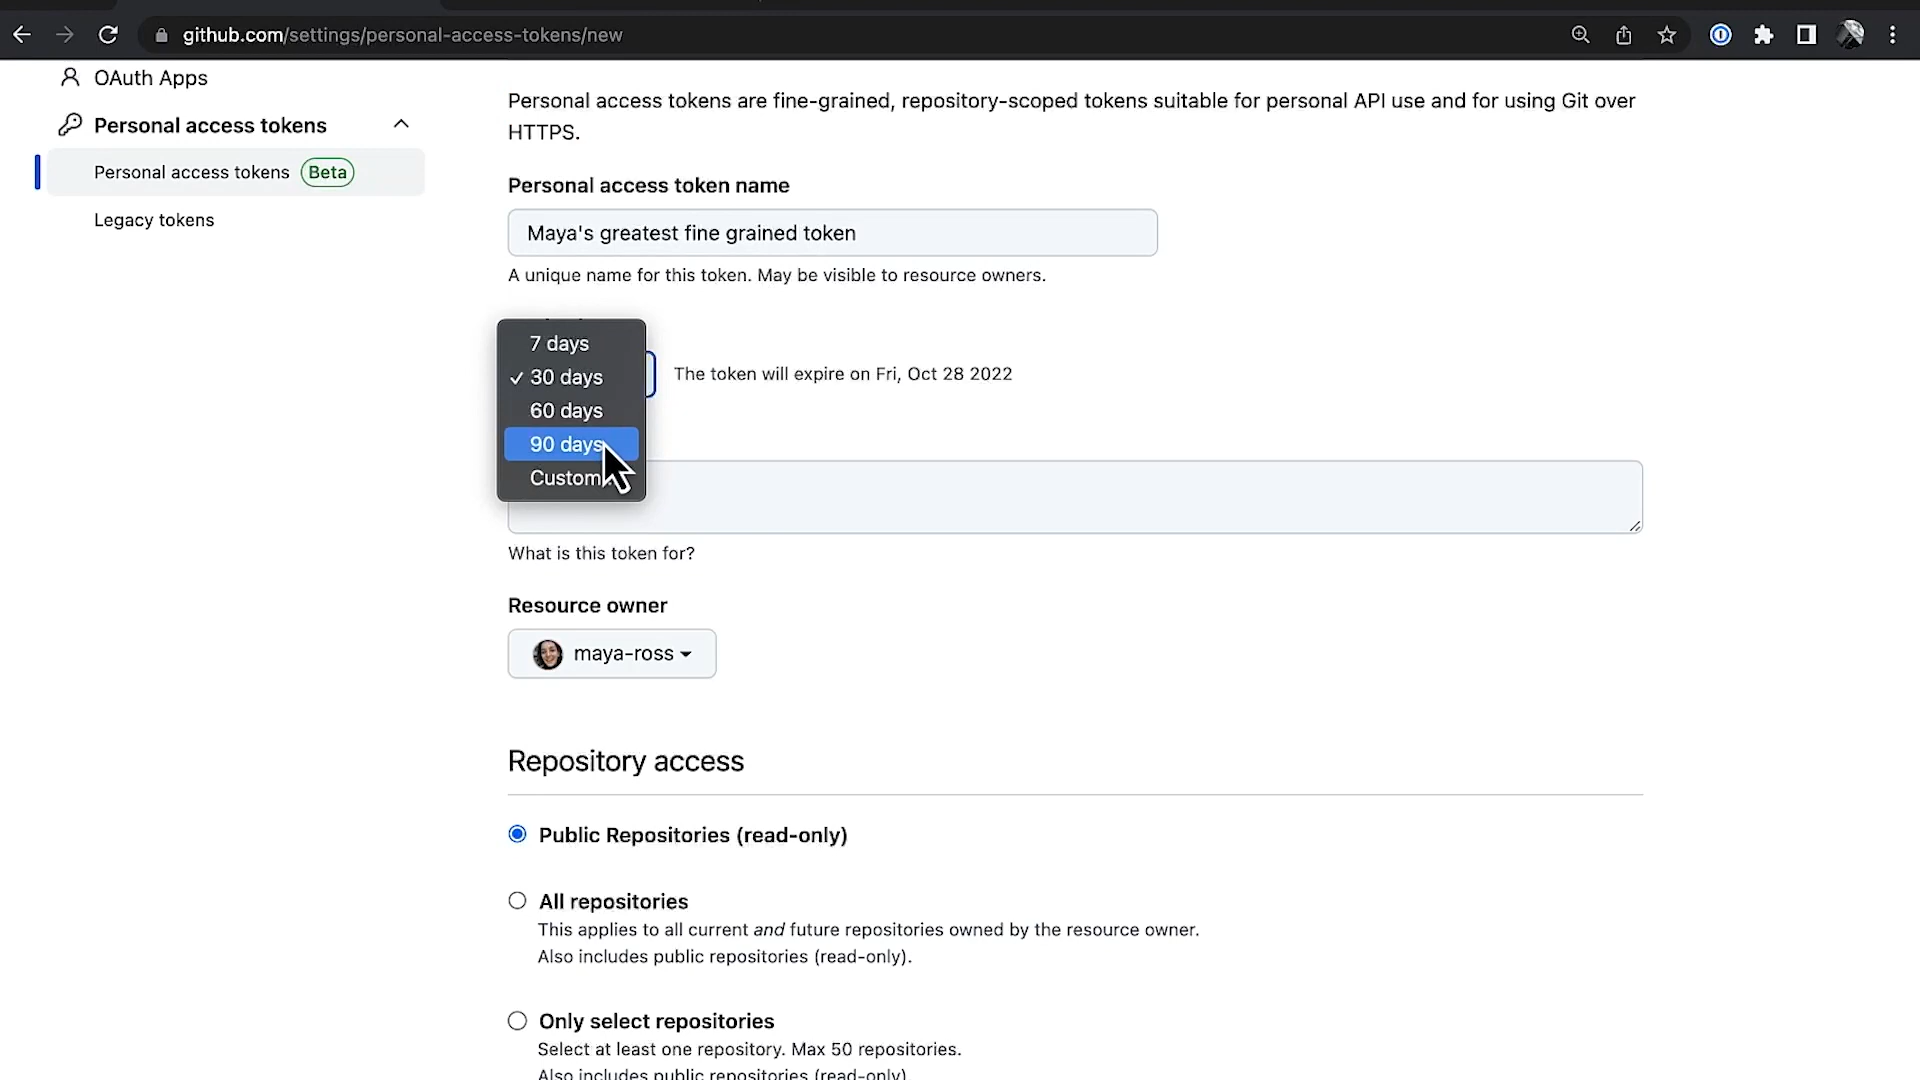 github.com/settings/personal-access-tokens/new
OAuth Apps
Personal access tokens
Personal access tokens Beta
Legacy tokens
Personal access tokens are fine-grained, repository-scoped tokens suitable for personal API use and for using Git over
HTTPS.
Personal access token name
Maya's greatest fine grained token
A unique name for this token. May be visible to resource owners.
7 days
✓ 30 days
60 days
90 days
Custom
The token will expire on Fri, Oct 28 2022
What is this token for?
Resource owner
maya-ross
Repository access
Public Repositories (read-only)
All repositories
This applies to all current and future repositories owned by the resource owner.
Also includes public repositories (read-only).
Only select repositories
Select at least one repository. Max 50 repositories.
Also includes public repositories (read-only).